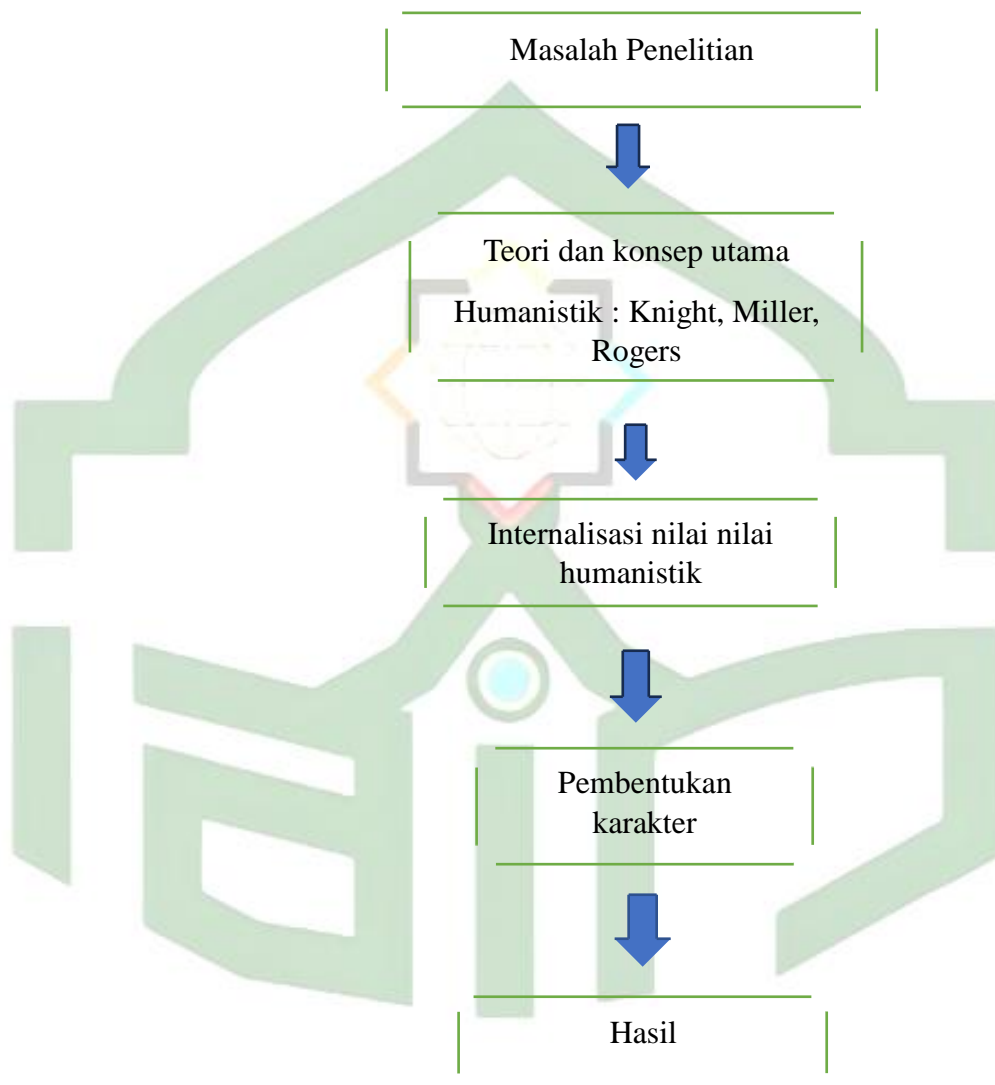 Masalah Penelitian
Teori dan konsep utama
Humanistik : Knight, Miller,
Rogers
Internalisasi nilai nilai
humanistik
Pembentukan
karakter
Hasil